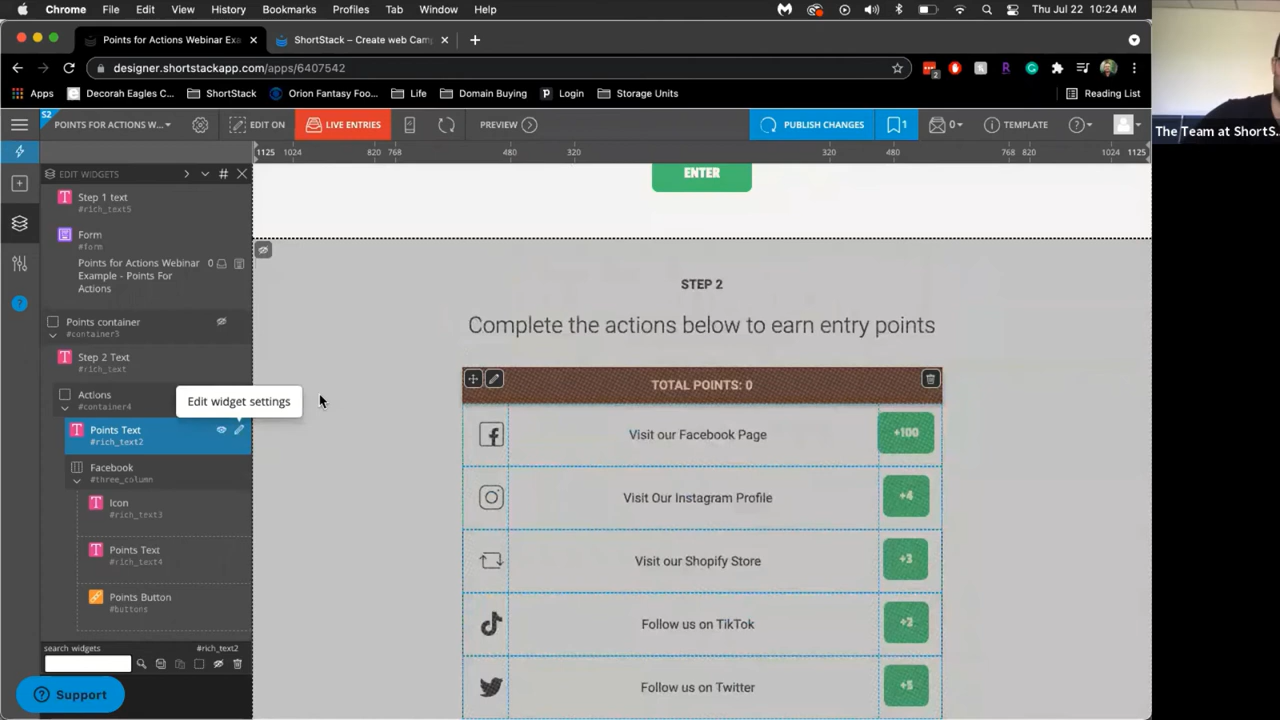 Chrome File Edit View History Bookmarks Profiles Tab Window Help Thu Jul 22 10:24 AM
Points for Actions Webinar Exa ShortStack – Create web Cam
designer.shortstackapp.com/apps/6407542
Apps Decorah Eagles C... ShortStack Orion Fantasy Foo... Life Domain Buying Login Storage Units Reading List
The Team at ShortS...
S2 POINTS FOR ACTIONS W... EDIT ON LIVE ENTRIES PREVIEW PUBLISH CHANGES 1 0 TEMPLATE
1125 1024 820 768 480 320 320 480 768 820 1024 1125
EDIT WIDGETS
Step 1 text
#rich_text5
Form
#form
Points for Actions Webinar 0
Example - Points For
Actions
Points container
#container3
Step 2 Text
#rich_text
Actions
#container4
Edit widget settings
Points Text
#rich_text2
Facebook
#three_column
Icon
#rich_text3
Points Text
#rich_text4
Points Button
#buttons
search widgets #rich_text2
Support
ENTER
STEP 2
Complete the actions below to earn entry points
TOTAL POINTS: 0
Visit our Facebook Page +100
Visit Our Instagram Profile +4
Visit our Shopify Store +3
Follow us on TikTok +2
Follow us on Twitter +5